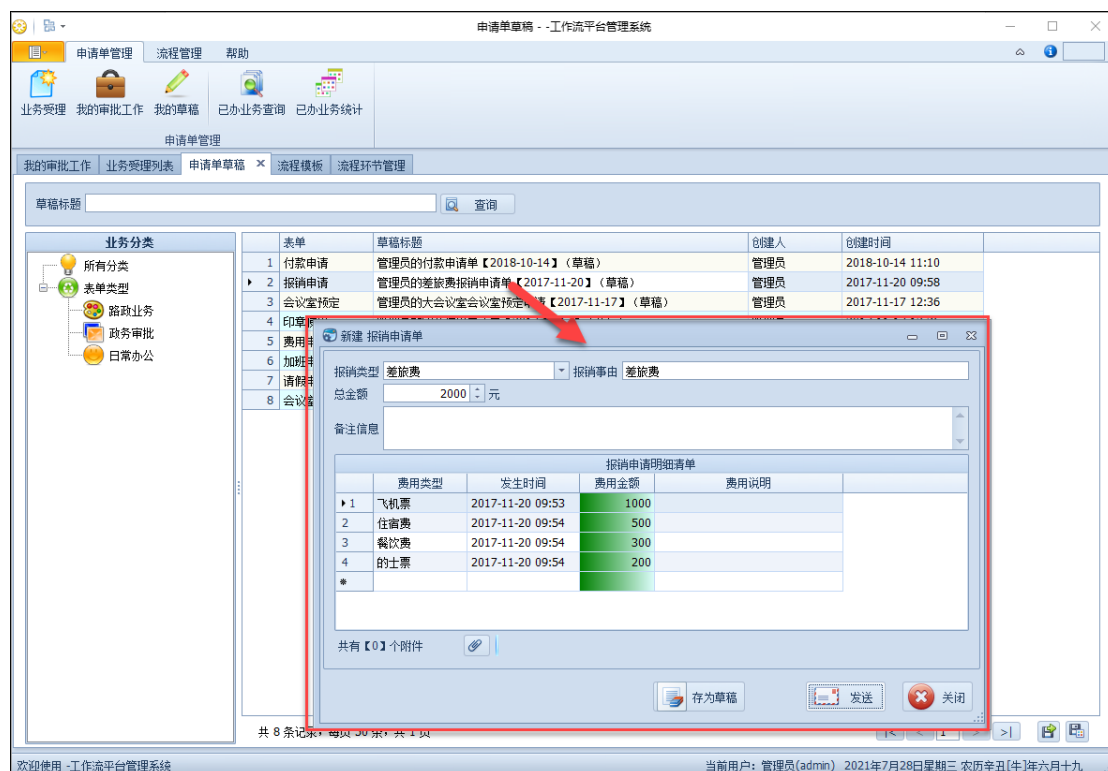 申请单草稿 - -工作流平台管理系统
申请单管理 流程管理 帮助
业务受理 我的审批工作 我的草稿 已办业务查询 已办业务统计
申请单管理
我的审批工作 业务受理列表 申请单草稿 流程模板 流程环节管理
草稿标题 查询
业务分类
所有分类
表单类型
路政业务
政务审批
日常办公
表单 草稿标题 创建人 创建时间
1 付款申请 管理员的付款申请单【2018-10-14】（草稿） 管理员 2018-10-14 11:10
2 报销申请 管理员的差旅费报销申请单【2017-11-20】（草稿） 管理员 2017-11-20 09:58
3 会议室预定 管理员的大会议室会议室预定申请【2017-11-17】（草稿） 管理员 2017-11-17 12:36
4 印章
5 费用
6 加班
7 请假
8 会议
新建 报销申请单
报销类型 差旅费 报销事由 差旅费
总金额 2000 元
备注信息
报销申请明细清单
费用类型 发生时间 费用金额 费用说明
1 飞机票 2017-11-20 09:53 1000
2 住宿费 2017-11-20 09:54 500
3 餐饮费 2017-11-20 09:54 300
4 的士票 2017-11-20 09:54 200
共有【0】个附件
存为草稿 发送 关闭
共 8 条记录，每页 50 条，共 1 页
欢迎使用 -工作流平台管理系统 当前用户：管理员(admin) 2021年7月28日星期三 农历辛丑[牛]年六月十九